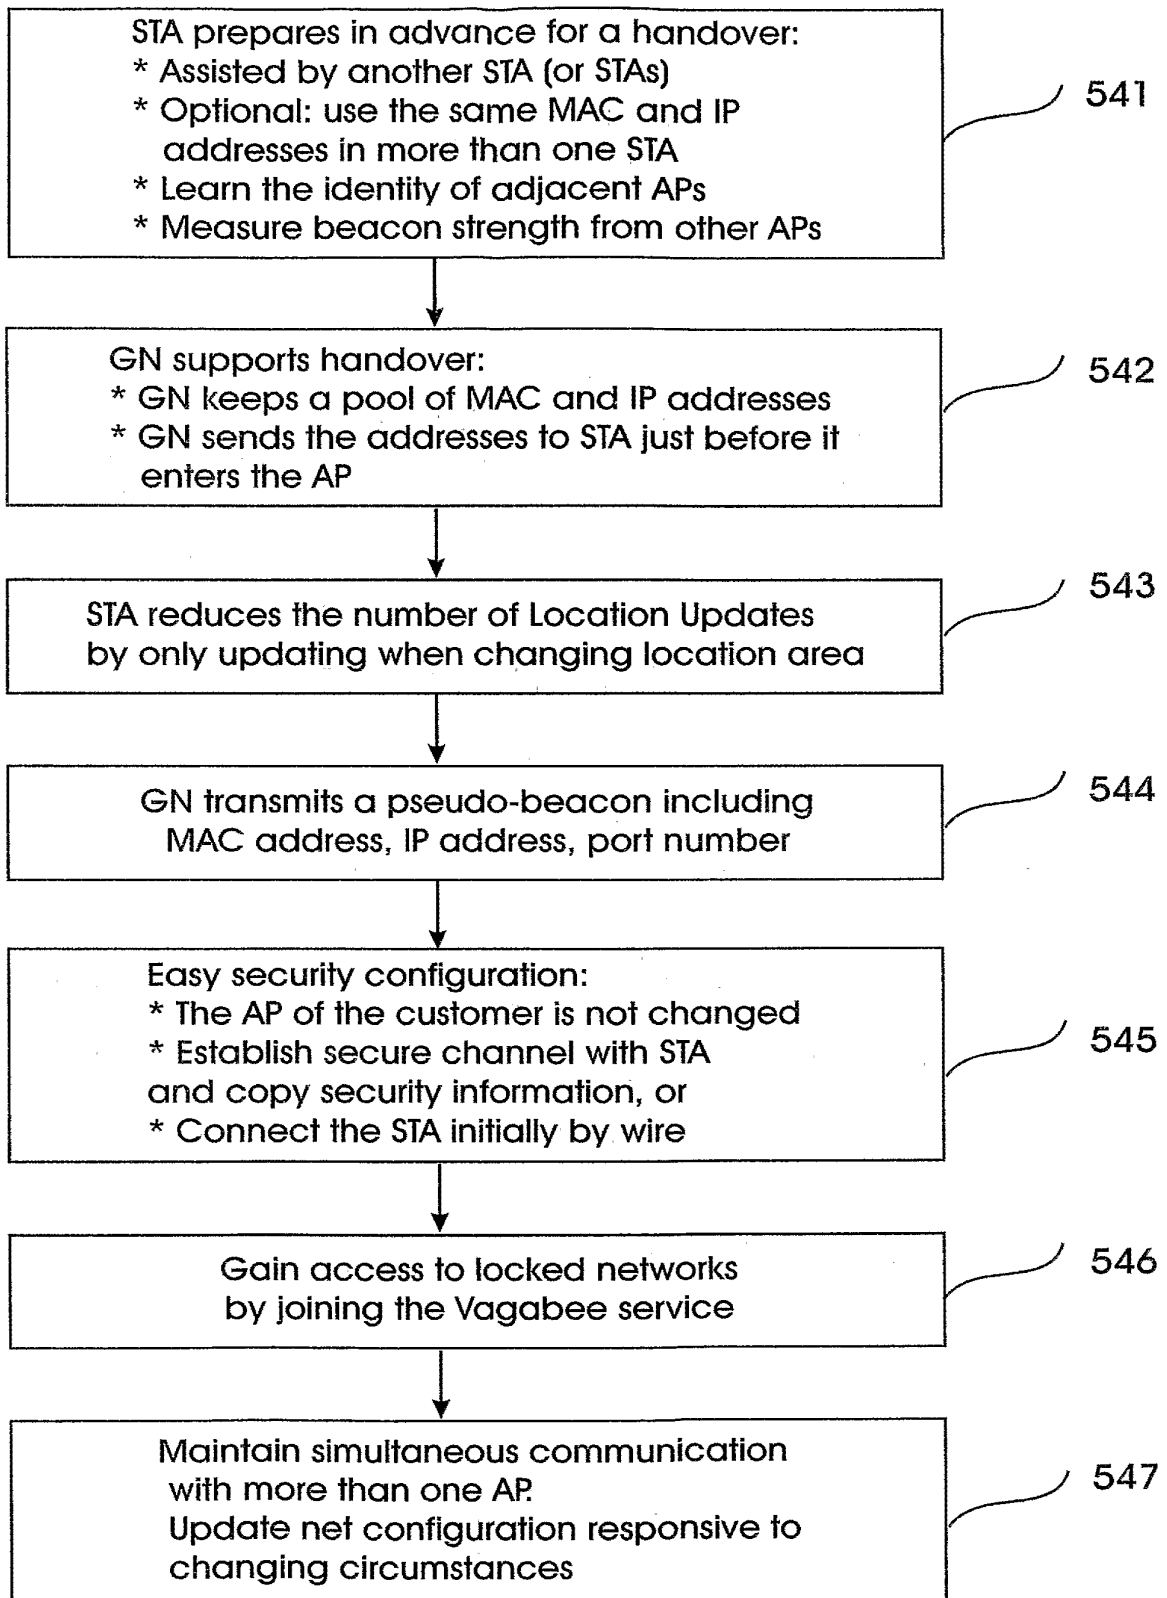 STA prepares in advance for a handover:
* Assisted by another STA (or STAs)
* Optional: use the same MAC and IP
addresses in more than one STA
* Learn the identity of adjacent APs
* Measure beacon strength from other APs
541
GN supports handover:
* GN keeps a pool of MAC and IP addresses
* GN sends the addresses to STA just before it
enters the AP
542
STA reduces the number of Location Updates
by only updating when changing location area
543
GN transmits a pseudo-beacon including
MAC address, IP address, port number
544
Easy security configuration:
* The AP of the customer is not changed
* Establish secure channel with STA
and copy security information, or
* Connect the STA initially by wire
545
Gain access to locked networks
by joining the Vagabee service
546
Maintain simultaneous communication
with more than one AP.
Update net configuration responsive to
changing circumstances
547